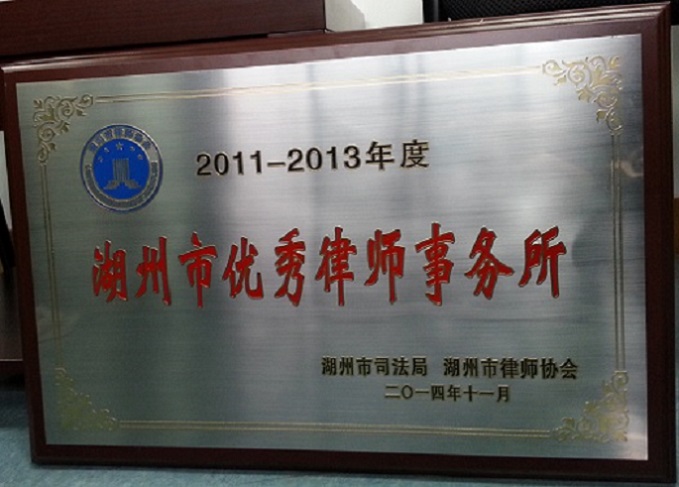 2011-2013年度
湖州市优秀律师事务所
湖州市司法局 湖州市律师协会
二〇一四年十一月